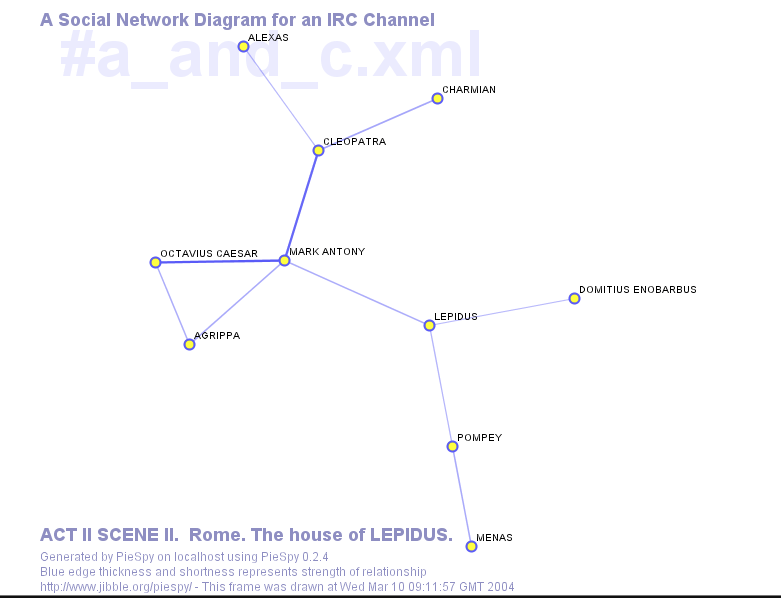 A Social Network Diagram for an IRC Channel
#a_and_c.xml
ALEXAS
CHARMIAN
CLEOPATRA
OCTAVIUS CAESAR
MARK ANTONY
DOMITIUS ENOBARBUS
LEPIDUS
AGRIPPA
POMPEY
ACT II SCENE II.  Rome. The house of LEPIDUS.
MENAS
Generated by PieSpy on localhost using PieSpy 0.2.4
Blue edge thickness and shortness represents strength of relationship
http://www.jibble.org/piespy/ - This frame was drawn at Wed Mar 10 09:11:57 GMT 2004